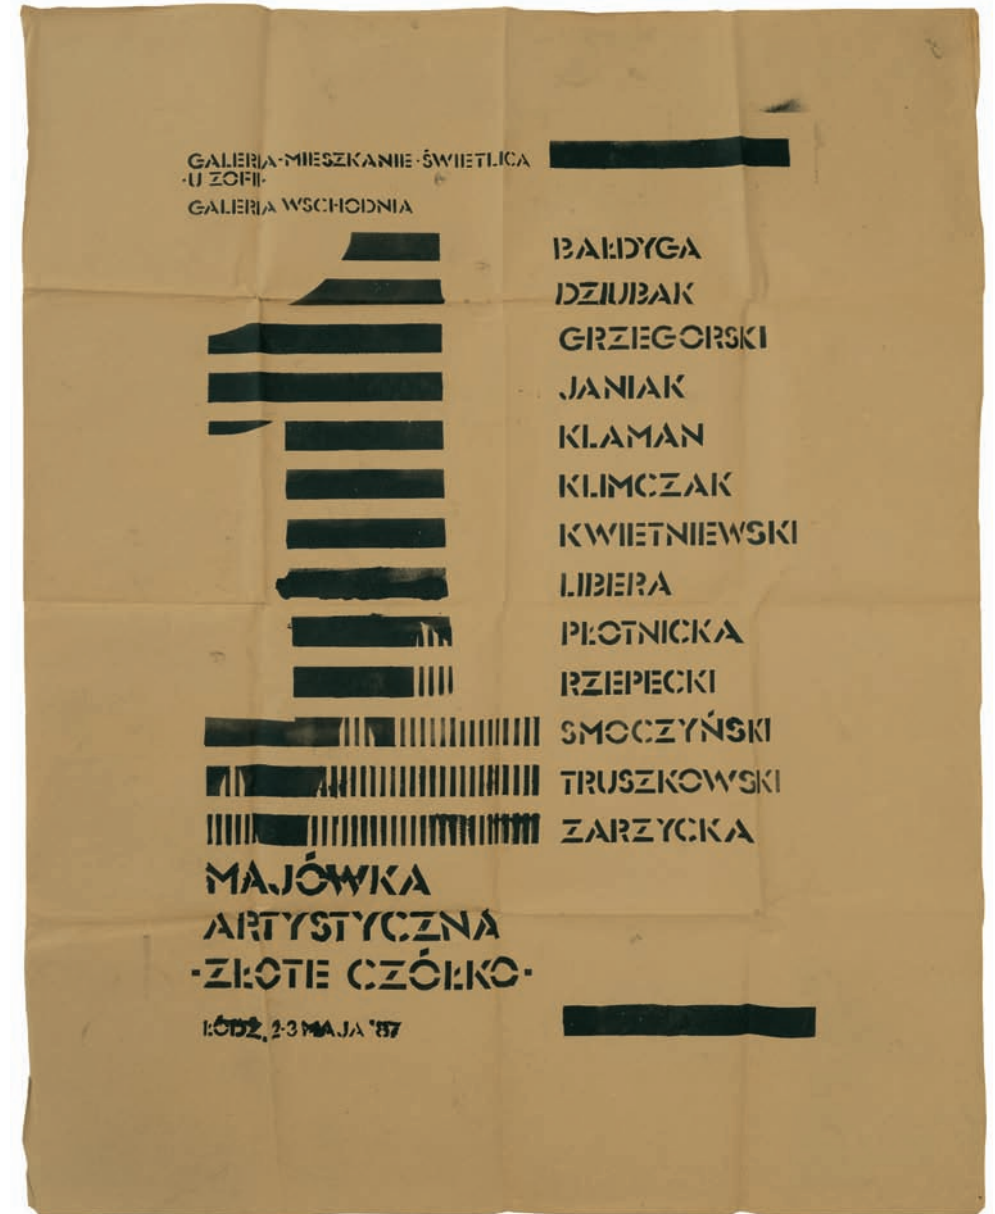 GALERIA·MIESZKANIE·ŚWIETLICA
·U ZOFII·
GALERIA WSCHODNIA
BAŁDYGA
DZIUBAK
GRZEGORSKI
JANIAK
KLAMAN
KLIMCZAK
KWIETNIEWSKI
LIBERA
PŁOTNICKA
RZEPECKI
SMOCZYŃSKI
TRUSZKOWSKI
ZARZYCKA
MAJÓWKA
ARTYSTYCZNA
·ZŁOTE CZÓŁKO·
ŁÓDŹ, 2-3 MAJA '87